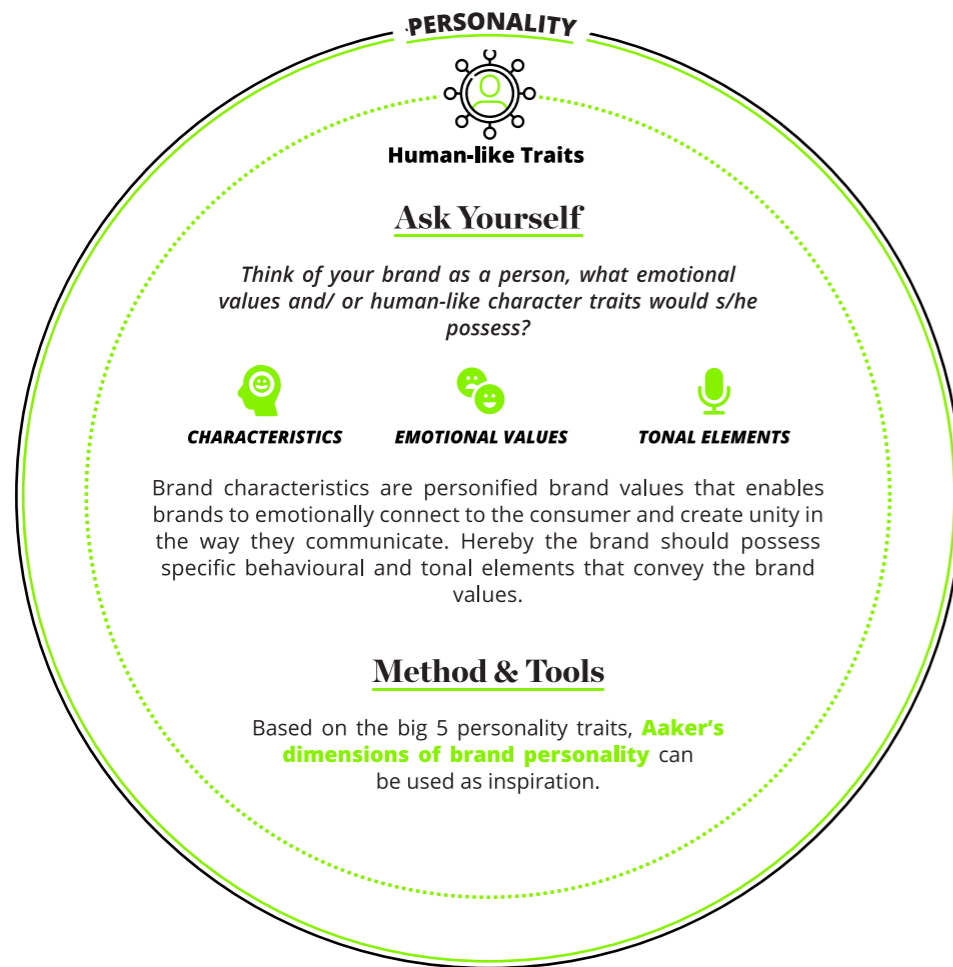 PERSONALITY
Human-like Traits
Ask Yourself
Think of your brand as a person, what emotional
values and/ or human-like character traits would s/he
possess?
CHARACTERISTICS EMOTIONAL VALUES TONAL ELEMENTS
Brand characteristics are personified brand values that enables
brands to emotionally connect to the consumer and create unity in
the way they communicate. Hereby the brand should possess
specific behavioural and tonal elements that convey the brand
values.
Method & Tools
Based on the big 5 personality traits, Aaker’s
dimensions of brand personality can
be used as inspiration.